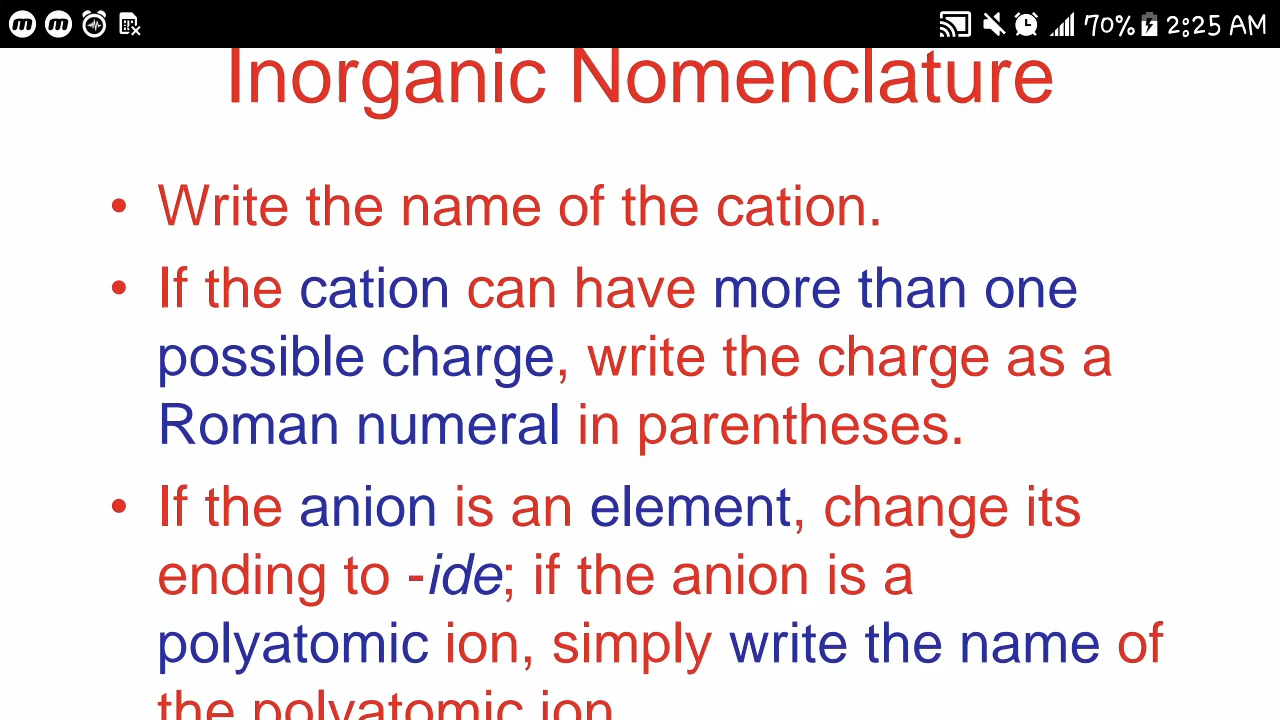 70% 2:25 AM
Inorganic Nomenclature
• Write the name of the cation.
• If the cation can have more than one
possible charge, write the charge as a
Roman numeral in parentheses.
• If the anion is an element, change its
ending to -ide; if the anion is a
polyatomic ion, simply write the name of
the polyatomic ion.